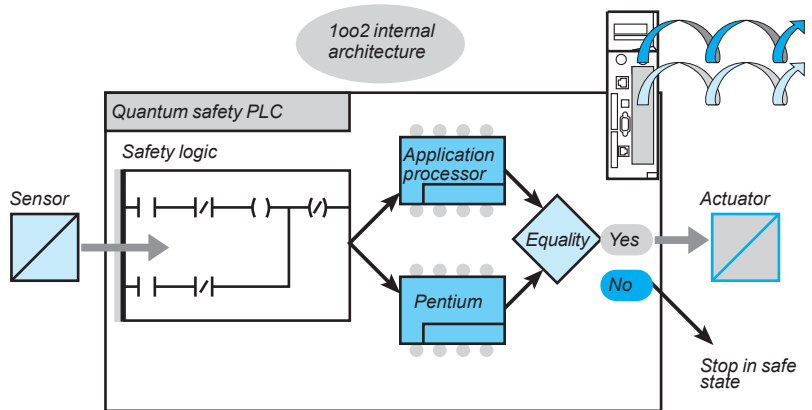 1oo2 internal
architecture
Quantum safety PLC
Safety logic
Application
processor
Sensor
Actuator
Equality
Yes
No
Pentium
Stop in safe
state